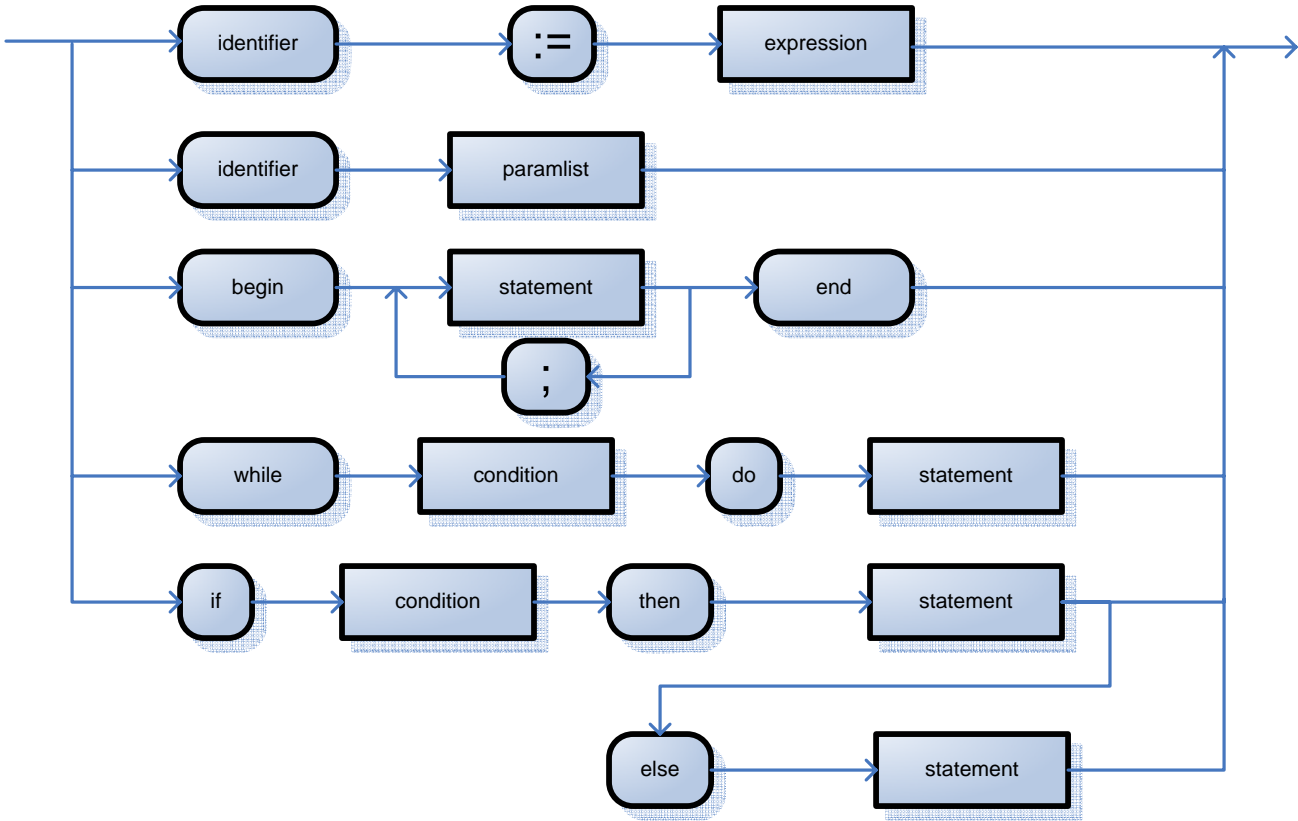 identifier := expression
identifier paramlist
begin statement end
;
while condition do statement
if condition then statement
else statement